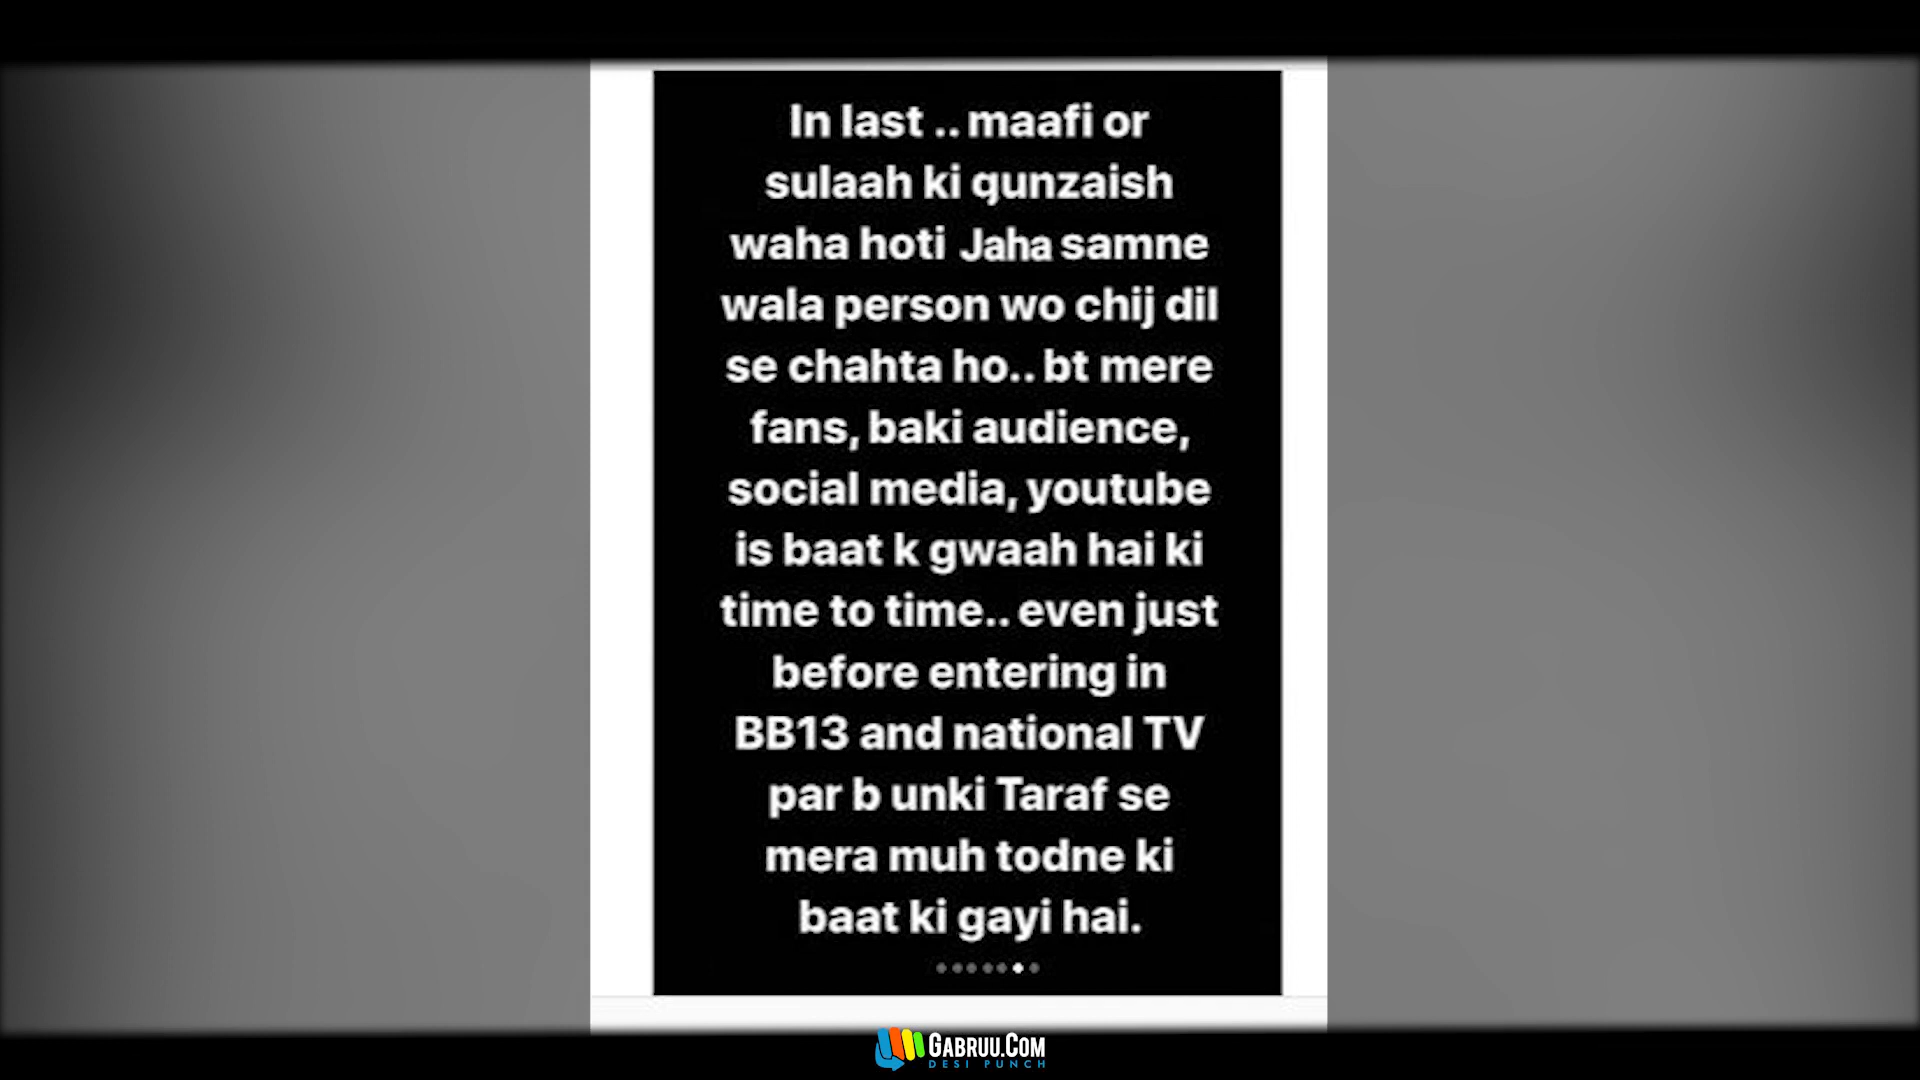 In last .. maafi or
sulaah ki qunzaish
waha hoti Jaha samne
wala person wo chij dil
se chahta ho.. bt mere
fans, baki audience,
social media, youtube
is baat k gwaah hai ki
time to time.. even just
before entering in
BB13 and national TV
par b unki Taraf se
mera muh todne ki
baat ki gayi hai.
GABRUU.COM
DESI PUNCH